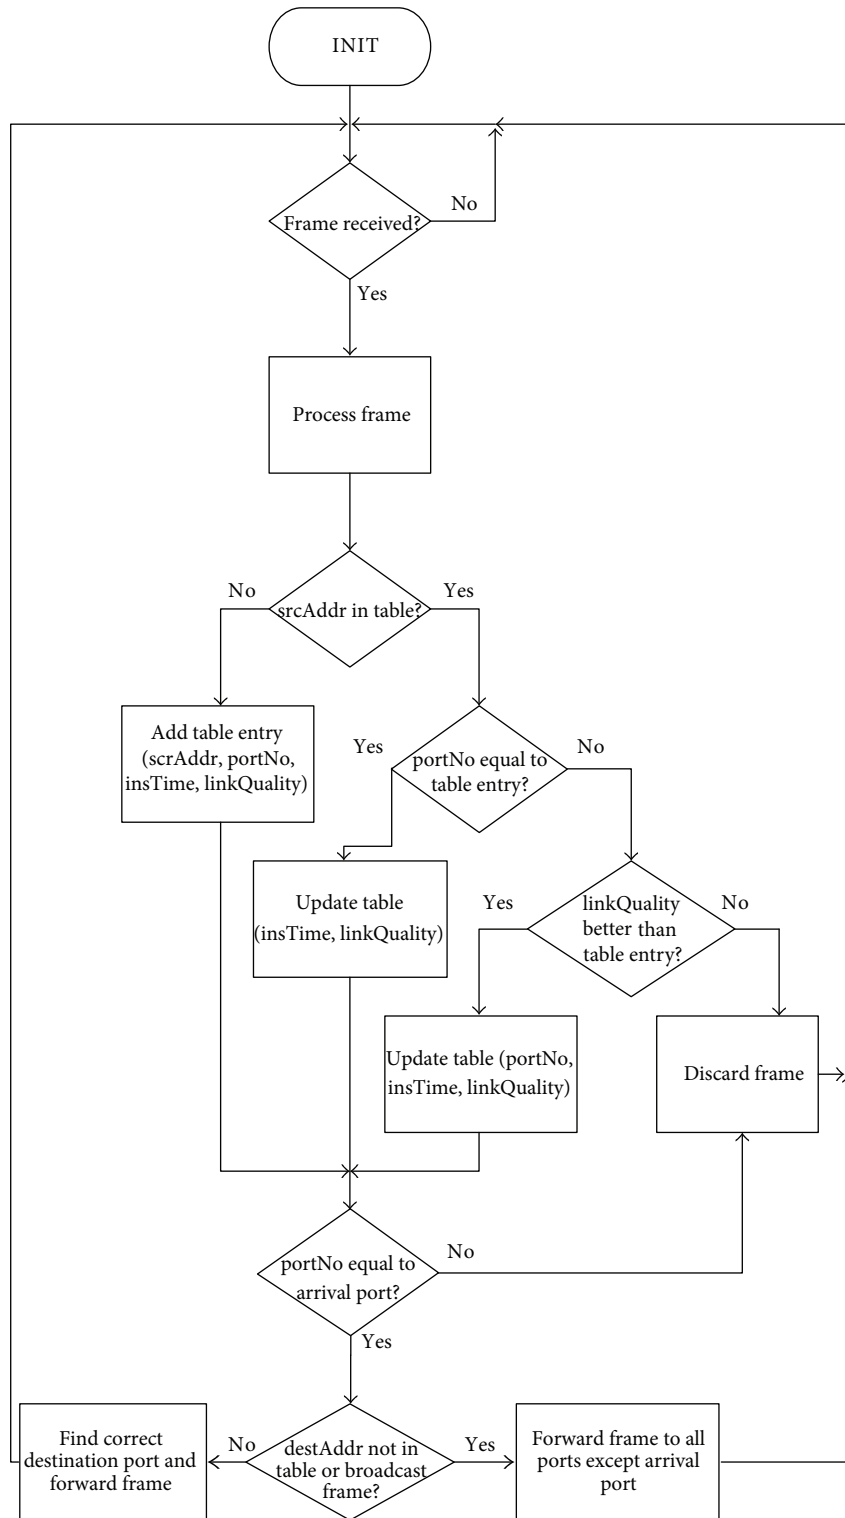 INIT
Frame received?
No
Yes
Process frame
No
Yes
srcAddr in table?
Add table entry
(scrAddr, portNo,
insTime, linkQuality)
Yes
portNo equal to
table entry?
No
Update table
(insTime, linkQuality)
Yes
linkQuality
better than
table entry?
No
Update table (portNo,
insTime, linkQuality)
Discard frame
portNo equal to
arrival port?
No
Yes
Find correct
destination port and
forward frame
No
destAddr not in
table or broadcast
frame?
Yes
Forward frame to all
ports except arrival
port